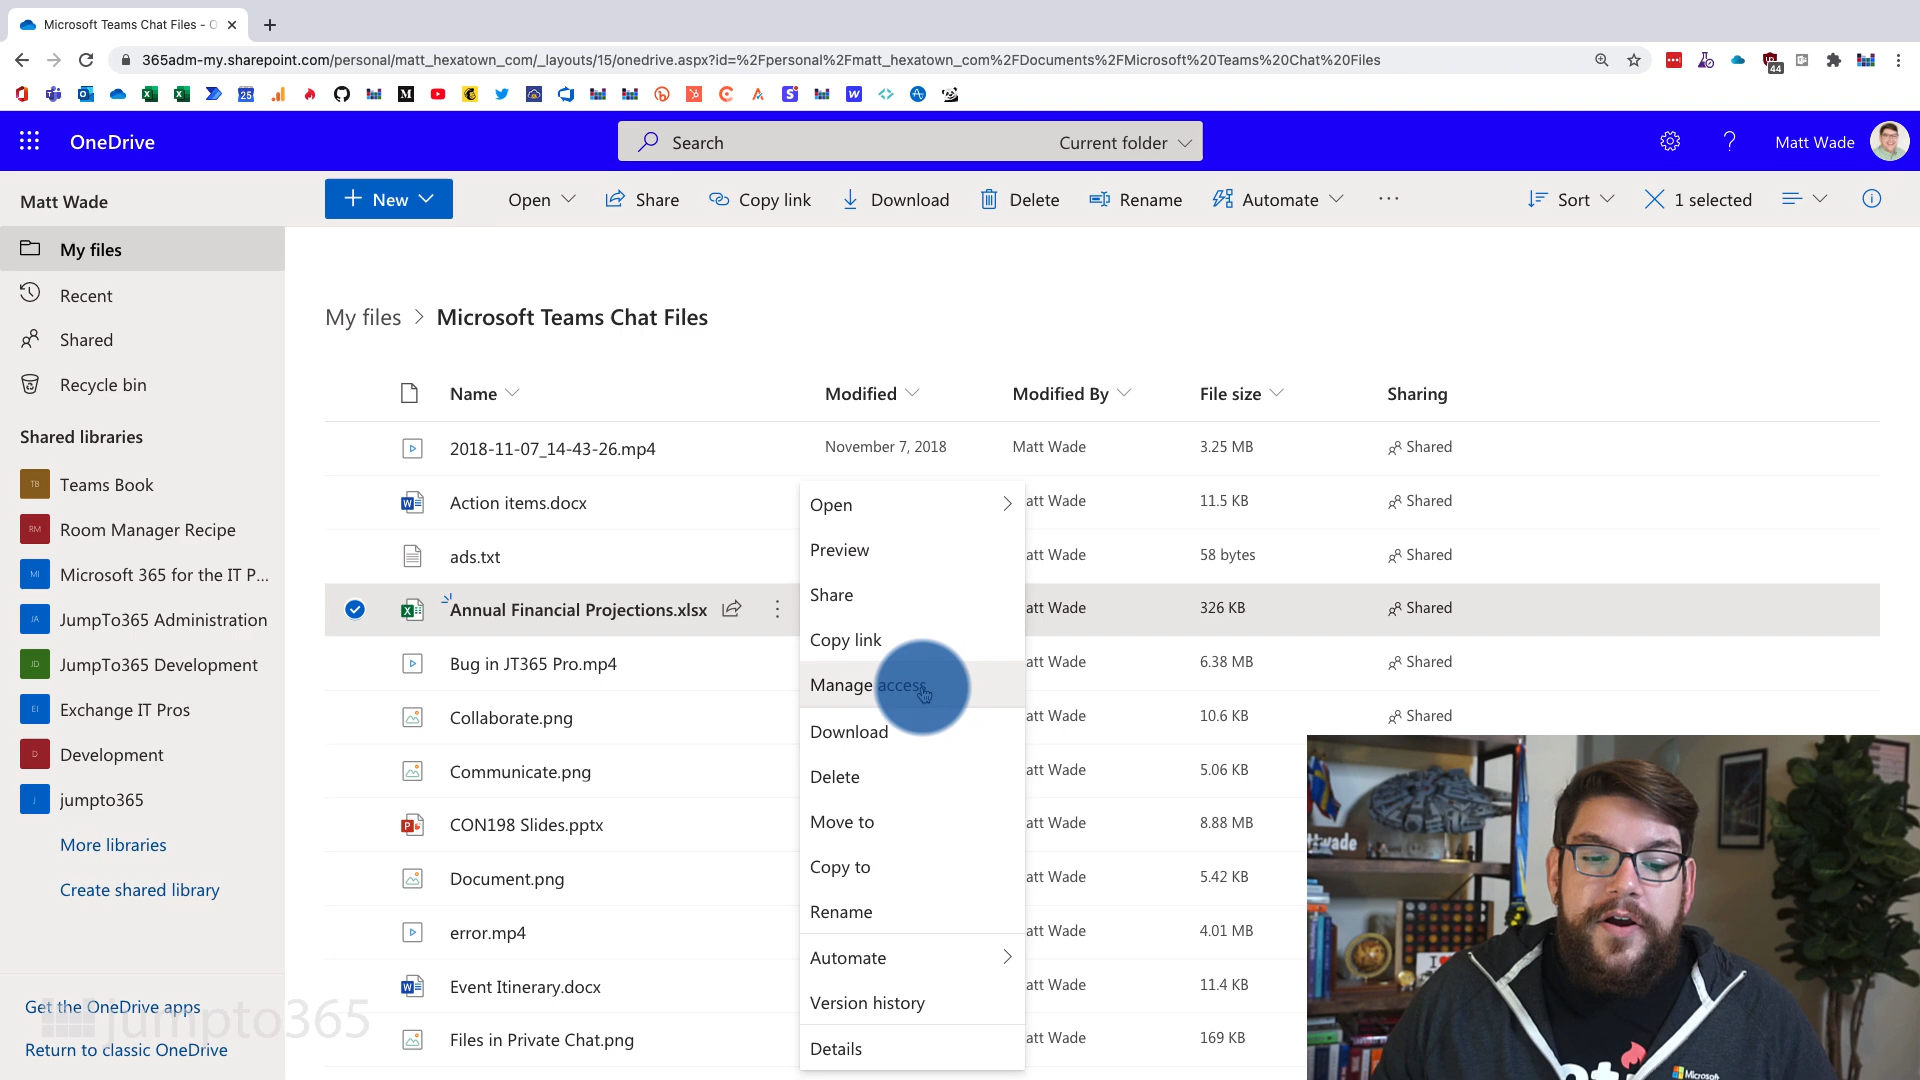 Microsoft Teams Chat Files - O
365adm-my.sharepoint.com/personal/matt_hexatown_com/_layouts/15/onedrive.aspx?id=%2Fpersonal%2Fmatt_hexatown_com%2FDocuments%2FMicrosoft%20Teams%20Chat%20Files
44
25
OneDrive
Search
Current folder
Matt Wade
Matt Wade
New
Open
Share
Copy link
Download
Delete
Rename
Automate
Sort
1 selected
My files
Recent
Shared
Recycle bin
Shared libraries
TB Teams Book
RM Room Manager Recipe
MI Microsoft 365 for the IT P...
JA JumpTo365 Administration
JD JumpTo365 Development
EI Exchange IT Pros
D Development
J jumpto365
More libraries
Create shared library
Get the OneDrive apps
jumpto365
Return to classic OneDrive
My files > Microsoft Teams Chat Files
Name Modified Modified By File size Sharing
2018-11-07_14-43-26.mp4 November 7, 2018 Matt Wade 3.25 MB Shared
Action items.docx att Wade 11.5 KB Shared
ads.txt att Wade 58 bytes Shared
Annual Financial Projections.xlsx att Wade 326 KB Shared
Bug in JT365 Pro.mp4 att Wade 6.38 MB Shared
Collaborate.png att Wade 10.6 KB Shared
Communicate.png att Wade 5.06 KB
CON198 Slides.pptx att Wade 8.88 MB
Document.png att Wade 5.42 KB
error.mp4 att Wade 4.01 MB
Event Itinerary.docx att Wade 11.4 KB
Files in Private Chat.png att Wade 169 KB
Open
Preview
Share
Copy link
Manage access
Download
Delete
Move to
Copy to
Rename
Automate
Version history
Details
Microsoft